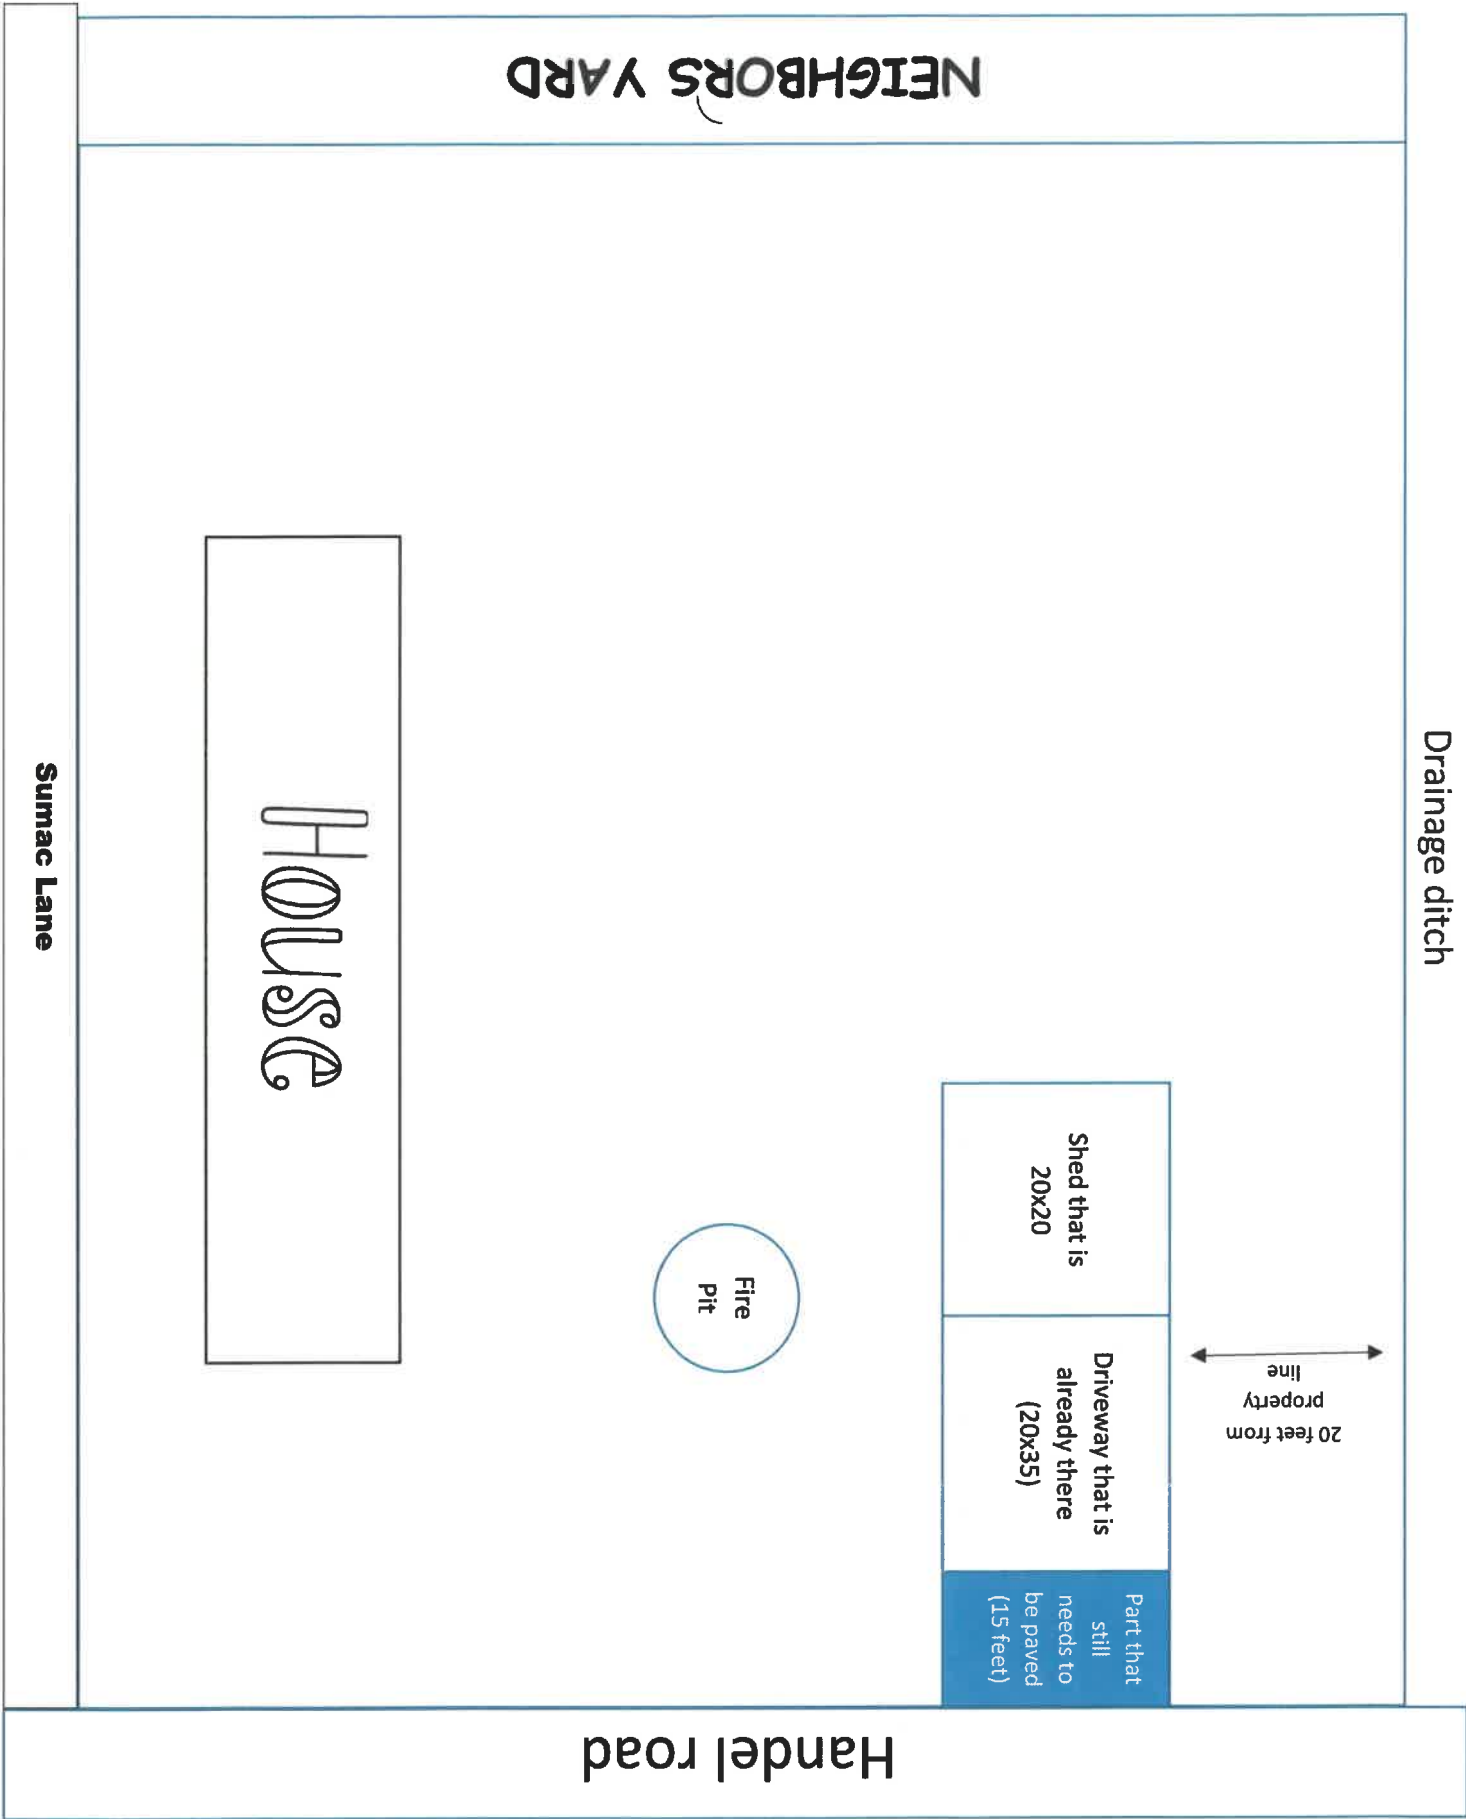 NEIGHBORS YARD
Drainage ditch
Sumac Lane
House
Shed that is
20x20
Fire
Pit
Driveway that is
already there
(20x35)
20 feet from
property
line
Part that
still
needs to
be paved
(15 feet)
Handel road